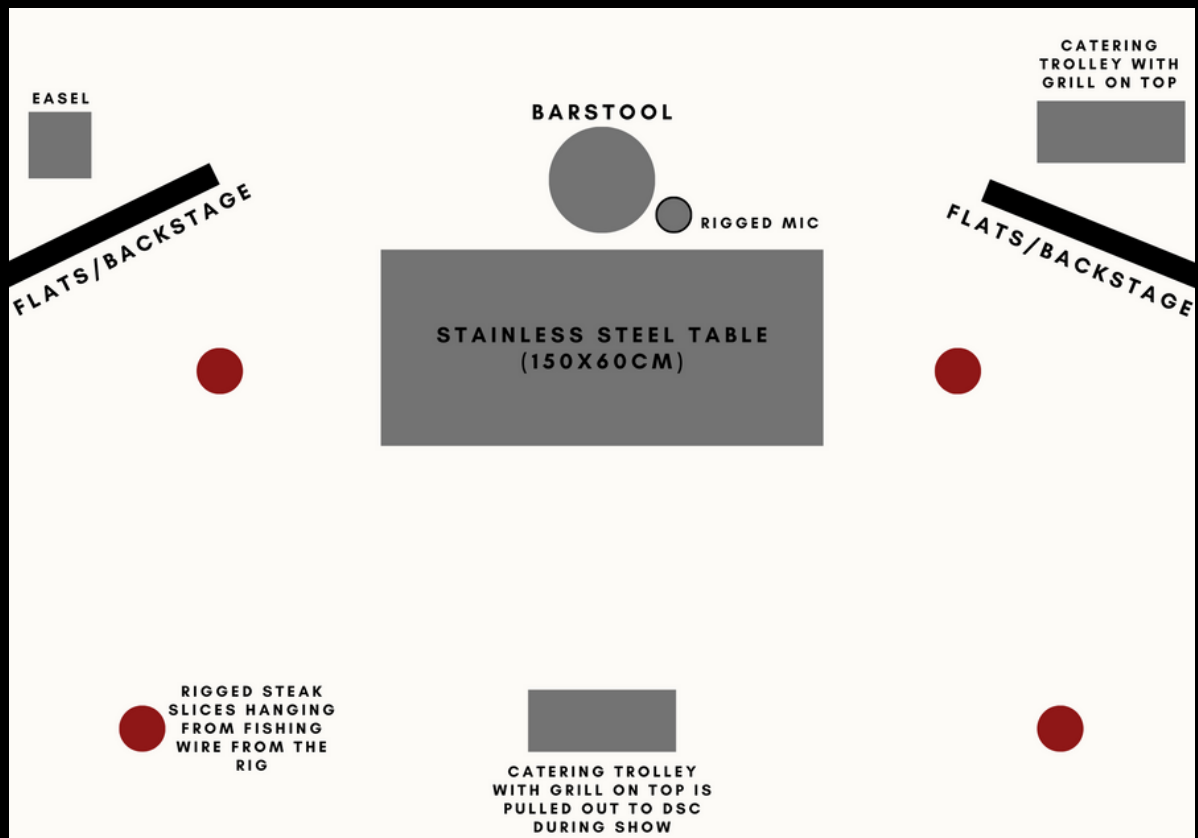 CATERING
TROLLEY WITH
GRILL ON TOP
EASEL
BARSTOOL
FLATS/BACKSTAGE
RIGGED MIC
FLATS/BACKSTAGE
STAINLESS STEEL TABLE
(150X60CM)
RIGGED STEAK
SLICES HANGING
FROM FISHING
WIRE FROM THE
RIG
CATERING TROLLEY
WITH GRILL ON TOP IS
PULLED OUT TO DSC
DURING SHOW